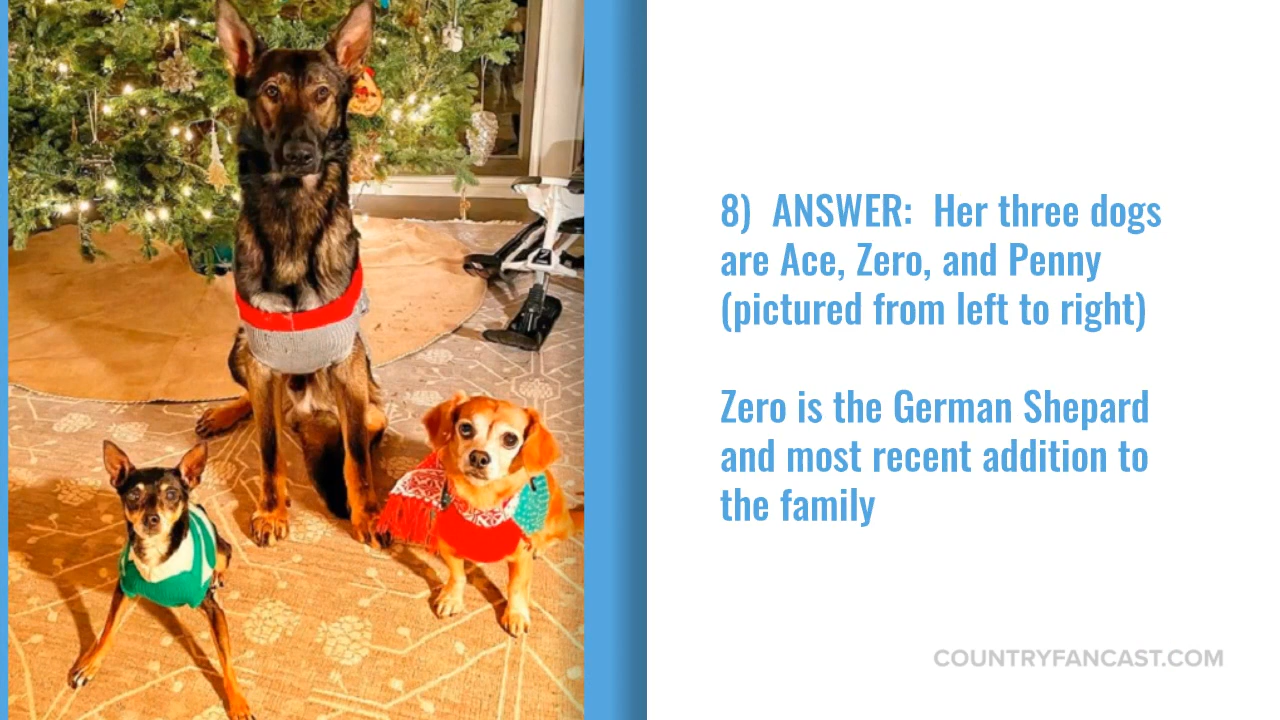 8)  ANSWER:  Her three dogs
are Ace, Zero, and Penny
(pictured from left to right)
Zero is the German Shepard
and most recent addition to
the family
COUNTRYFANCAST.COM